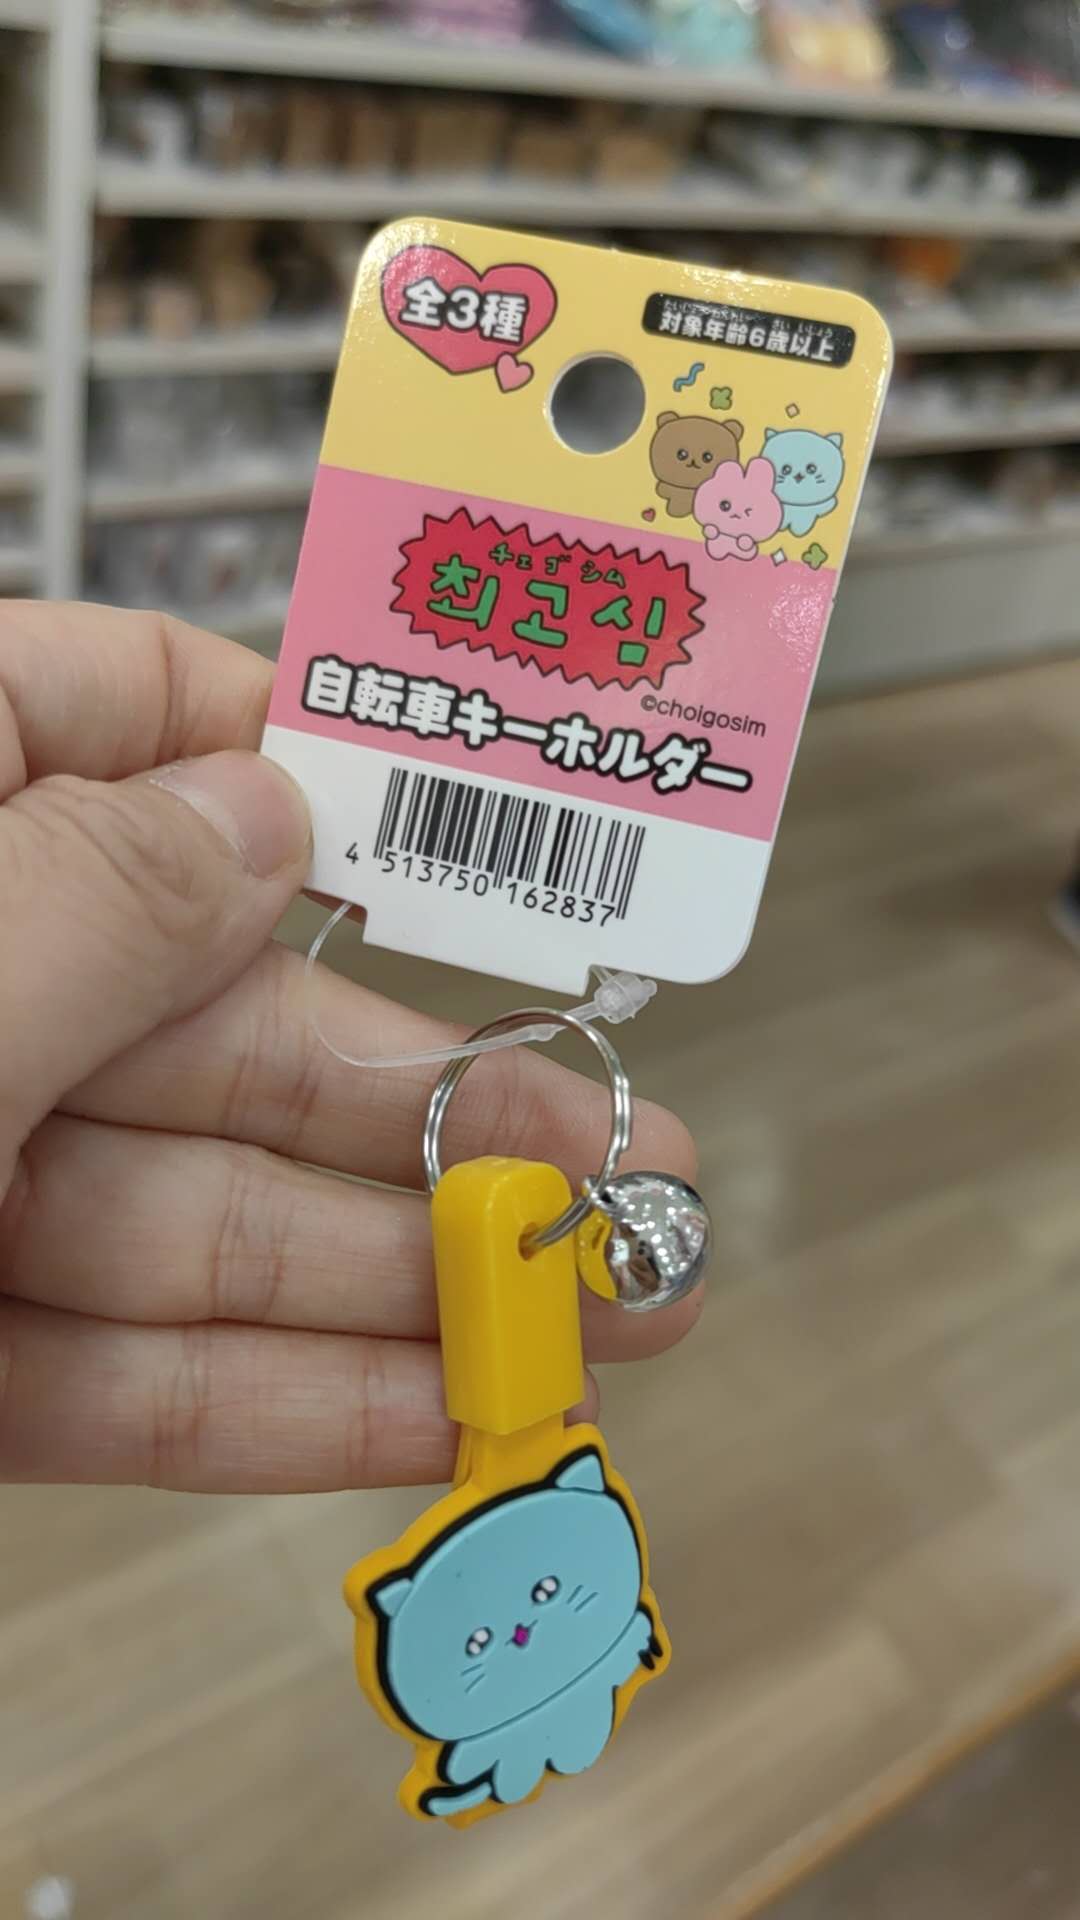 全3種
対象年齢6歳以上
チェゴシム
최고심
©choigosim
自転車キーホルダー
4 513750 162837